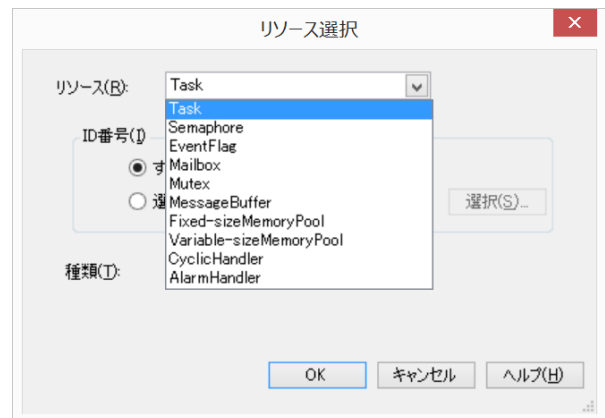 リソース選択
リソース(R): Task
Task
Semaphore
EventFlag
ID番号(I)
す
Mailbox
Mutex
選
MessageBuffer
選択(S)...
Fixed-sizeMemoryPool
Variable-sizeMemoryPool
CyclicHandler
種類(T):
AlarmHandler
OK キャンセル ヘルプ(H)